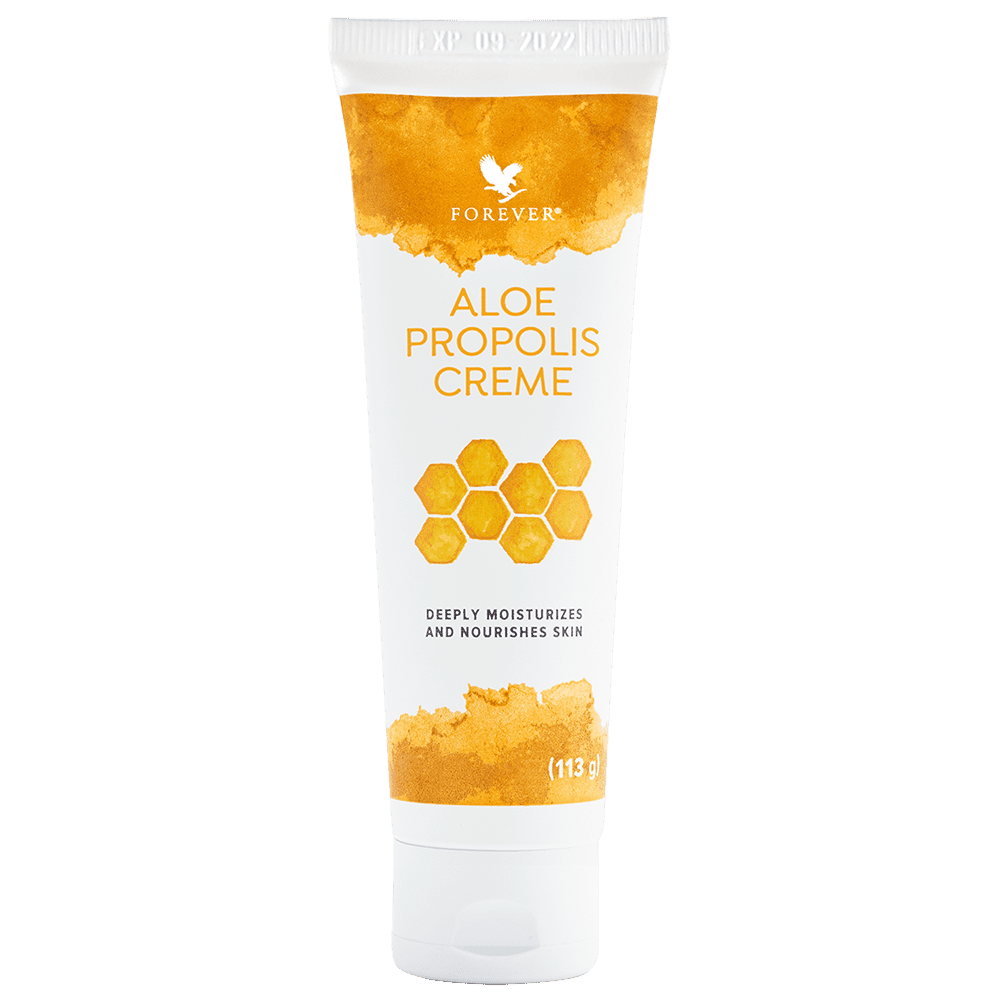 EXP 09-2022
FOREVER®
ALOE
PROPOLIS
CREME
DEEPLY MOISTURIZES
AND NOURISHES SKIN
(113 g)